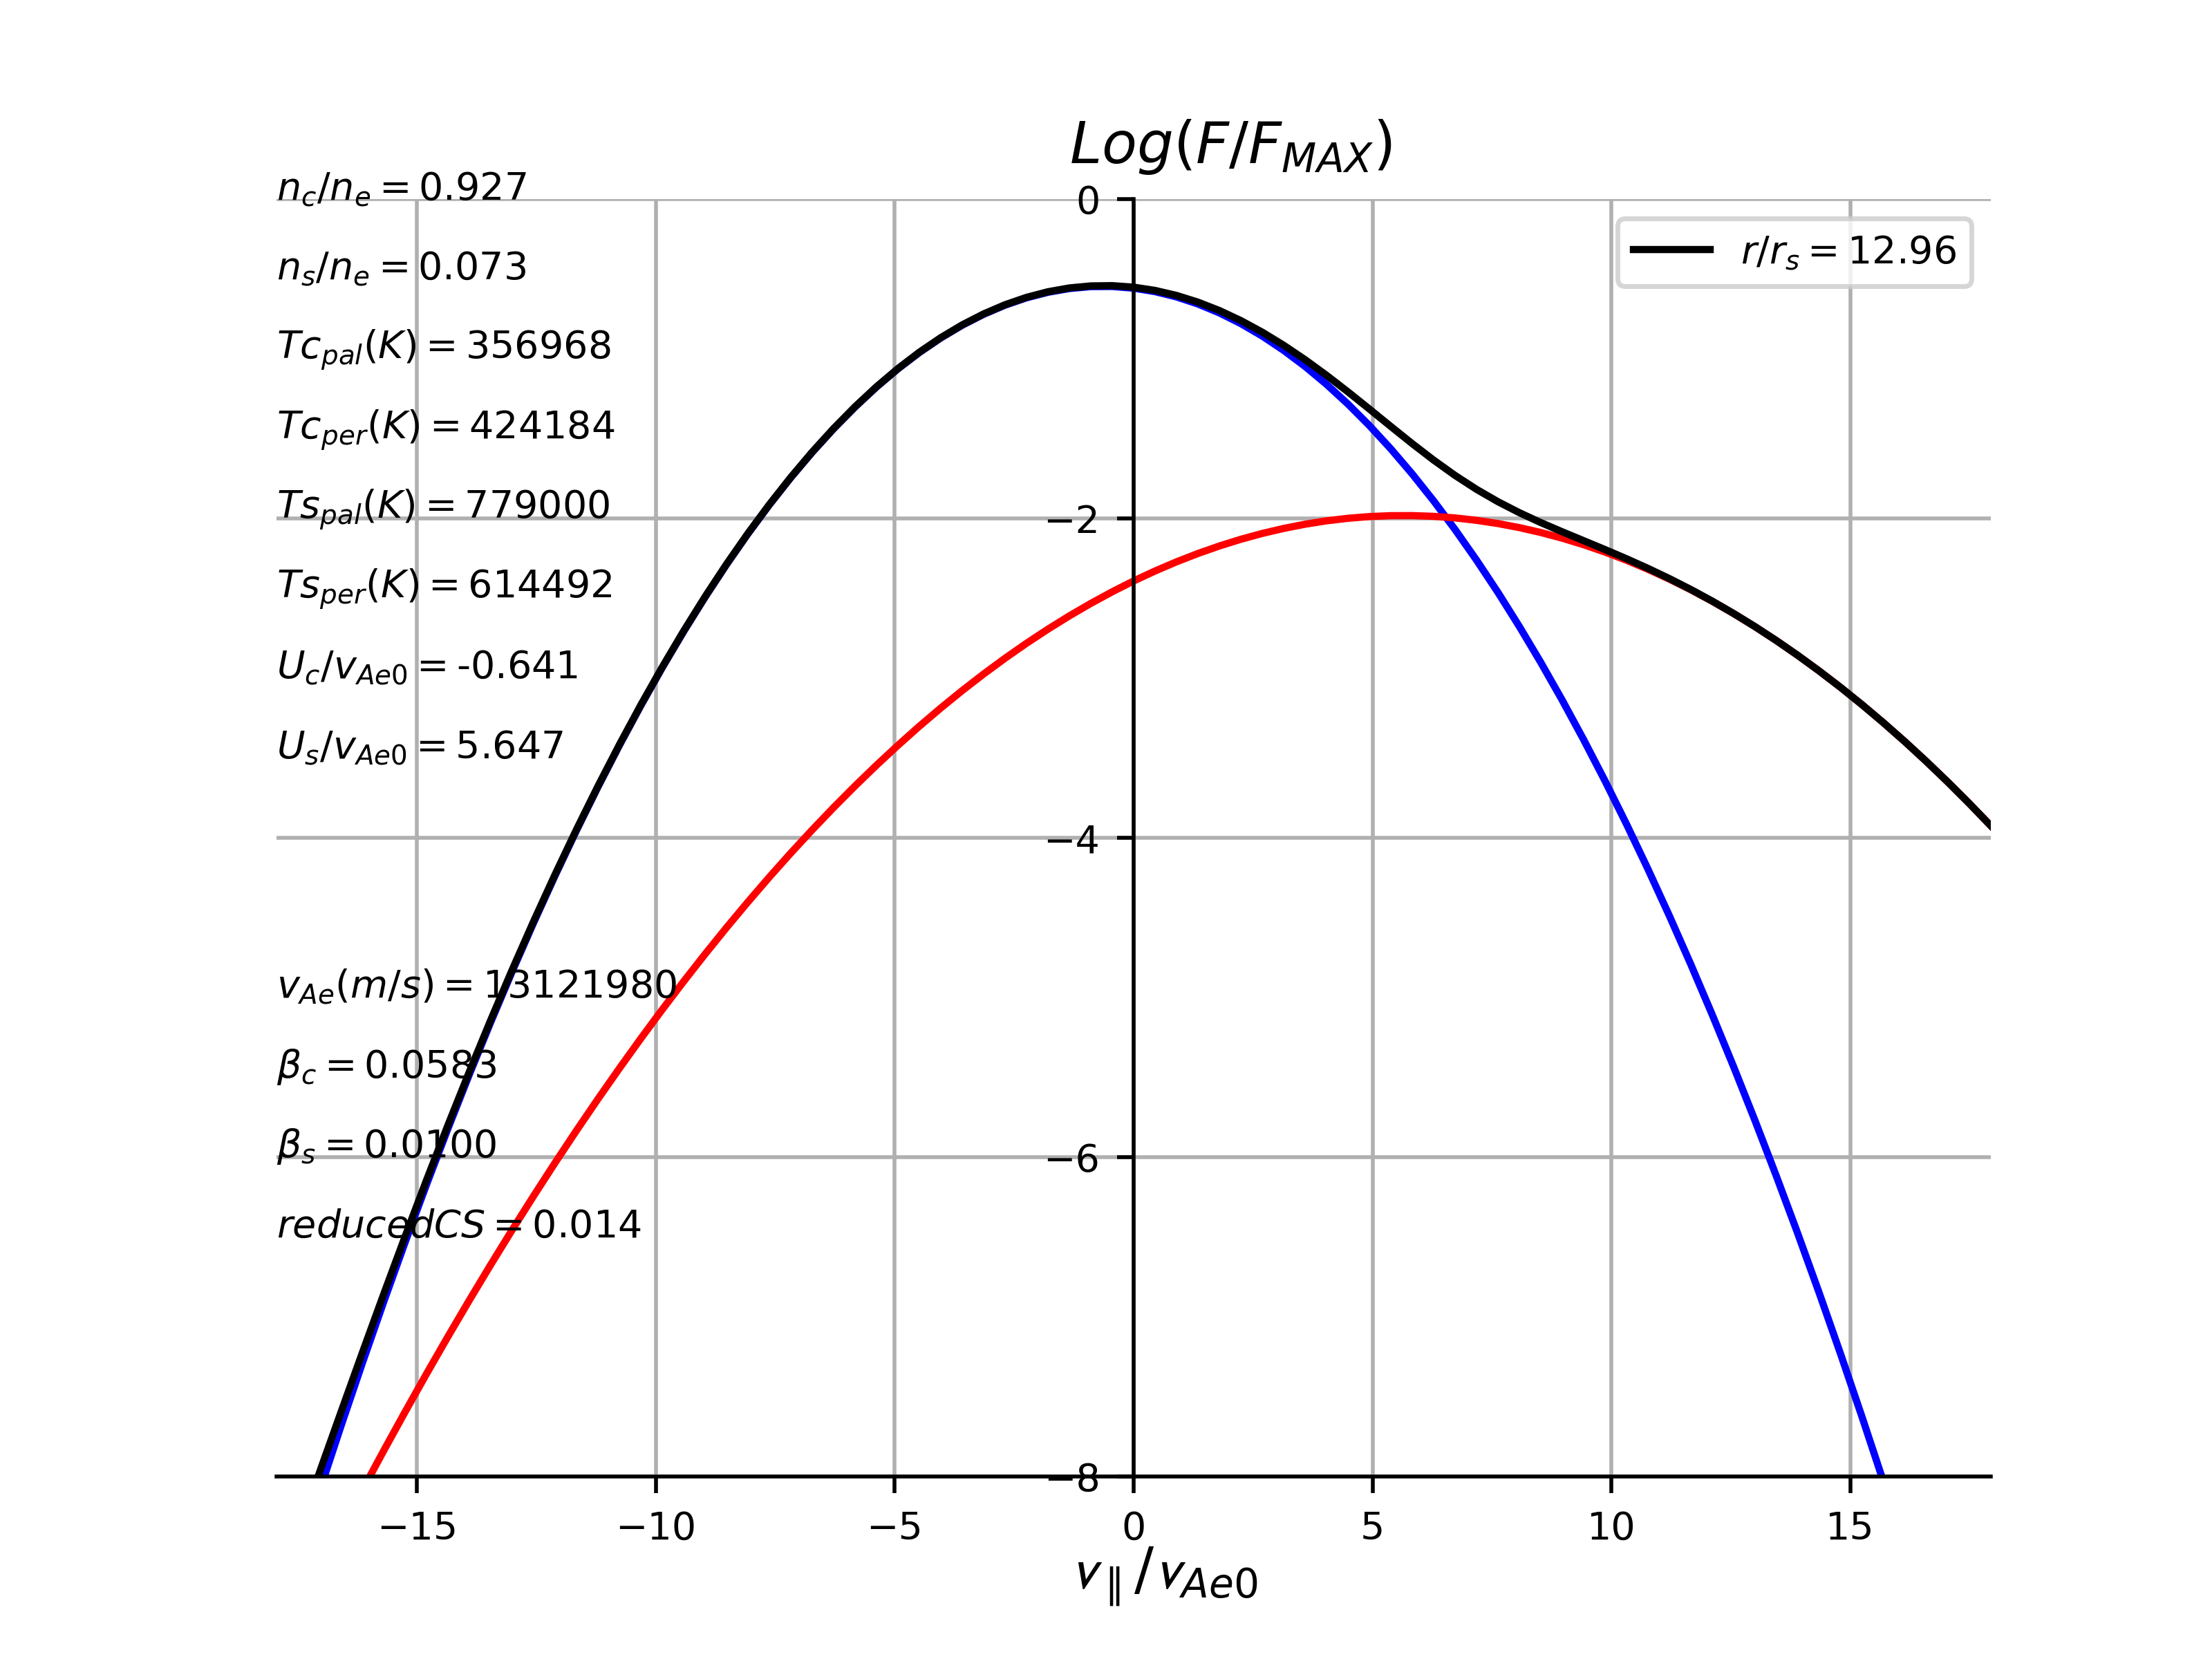 Log(F/F_MAX)
n_c/n_e = 0.927
0
r/r_s = 12.96
n_s/n_e = 0.073
Tc_pal(K) = 356968
Tc_per(K) = 424184
Ts_pal(K) = 779000
−2
Ts_per(K) = 614492
U_c/v_Ae0 = -0.641
U_s/v_Ae0 = 5.647
−4
v_Ae(m/s) = 13121980
β_c = 0.0583
β_s = 0.0100
−6
reducedCS = 0.014
−8
−15 −10 −5 0 5 10 15
v_∥/v_Ae0